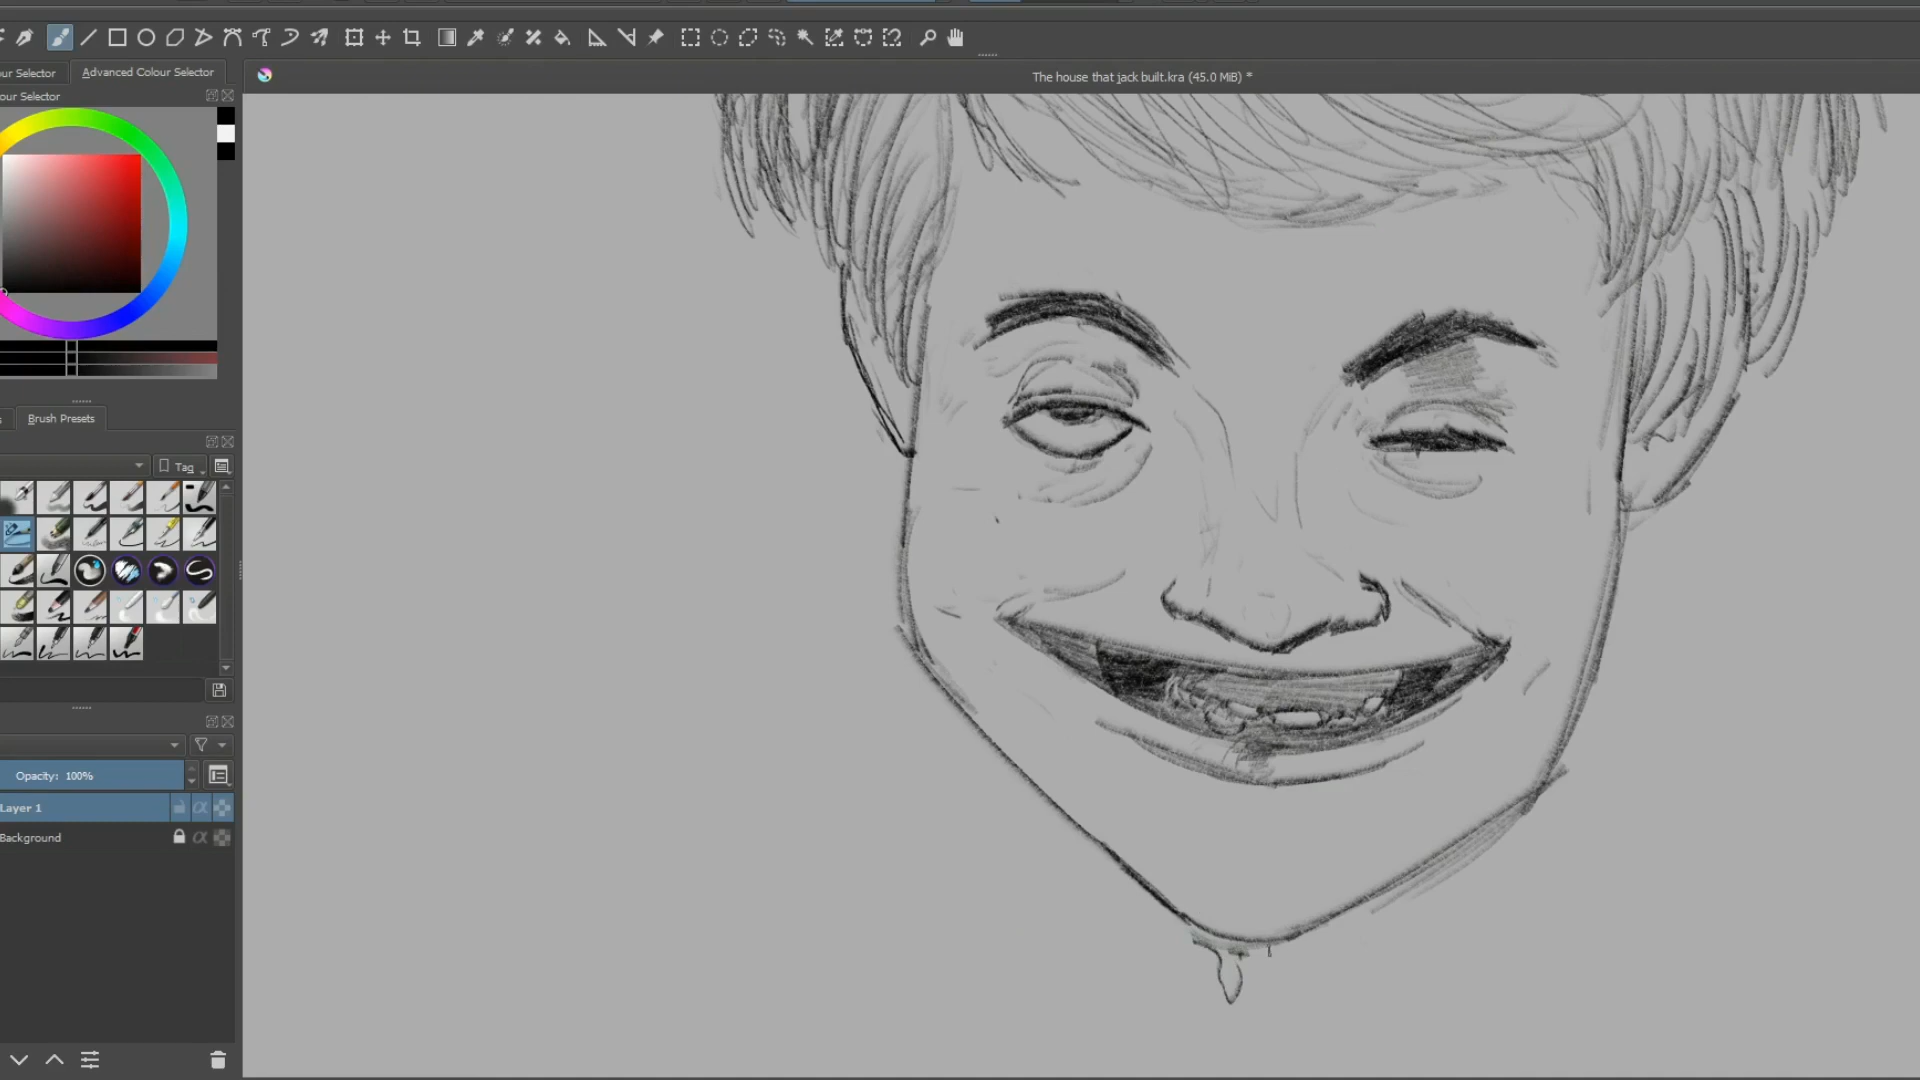 The house that jack built.kra (45.0 MiB) *
our Selector
Advanced Colour Selector
our Selector
Brush Presets
Tag
Opacity: 100%
Layer 1
Background